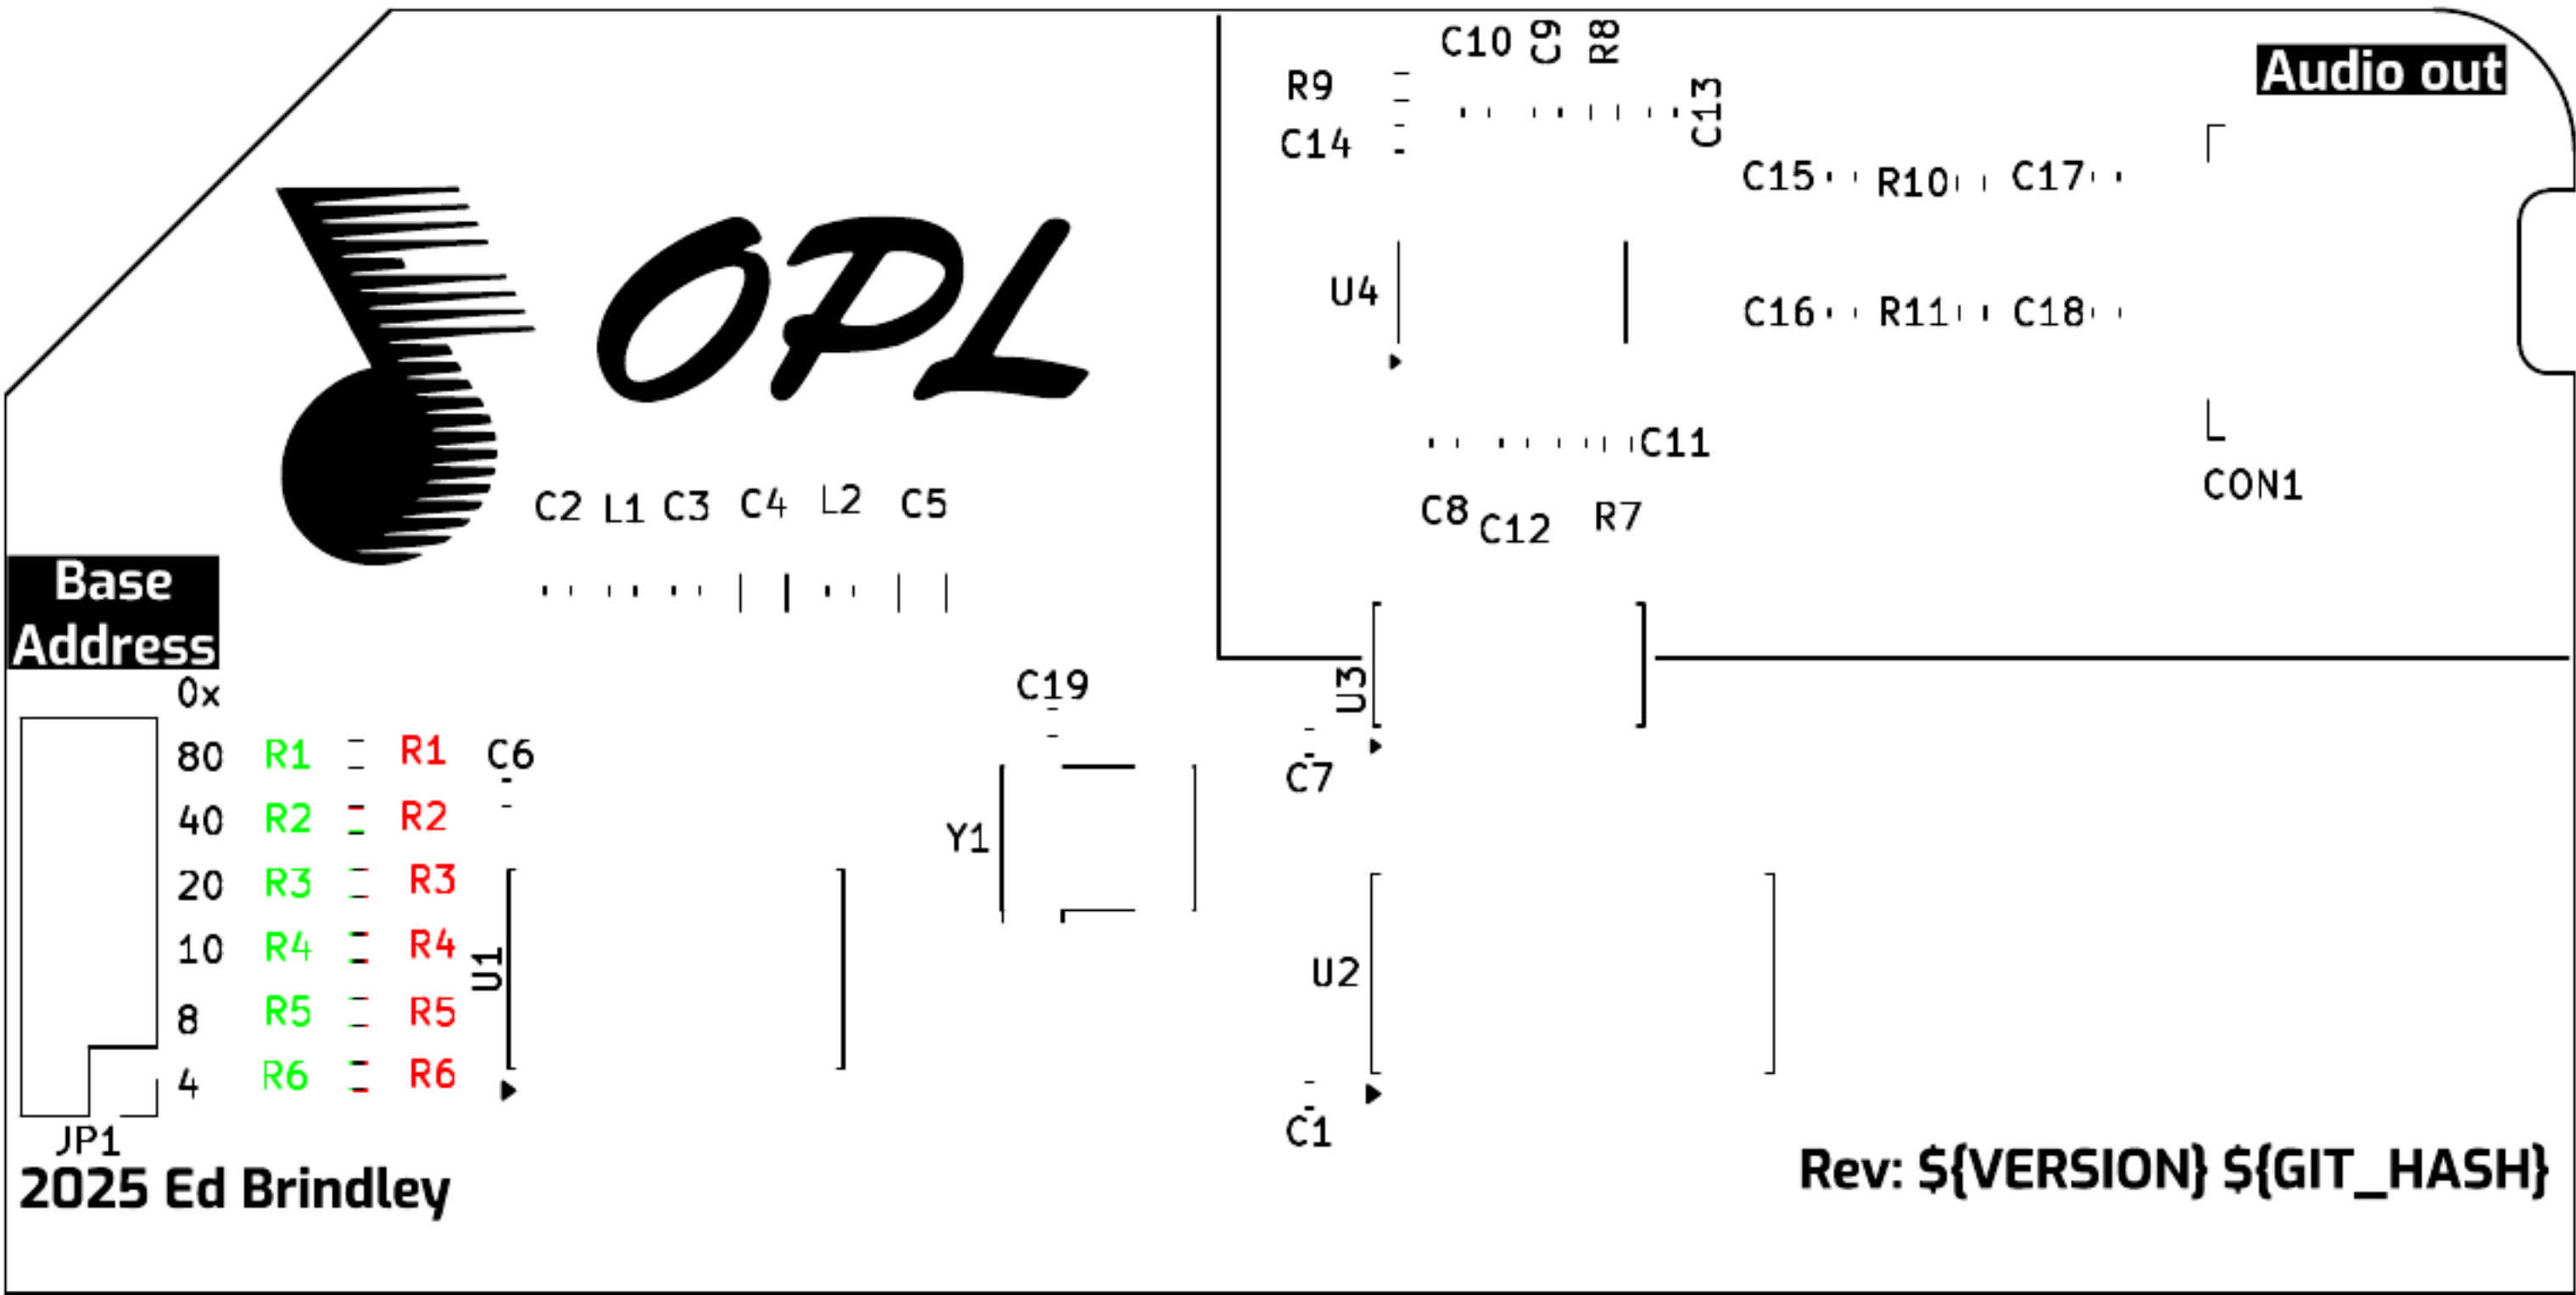 C10 C9 R8
Audio out
R9
C13
C14
C15 R10 C17
OPL
U4
C16 R11 C18
C11
CON1
C2 L1 C3 C4 L2 C5
C8 C12 R7
Base
Address
0x
C19
U3
80 R1 R1 C6
C7
40 R2 R2
Y1
20 R3 R3
10 R4 R4
U1
U2
8 R5 R5
4 R6 R6
JP1
C1
2025 Ed Brindley
Rev: ${VERSION} ${GIT_HASH}